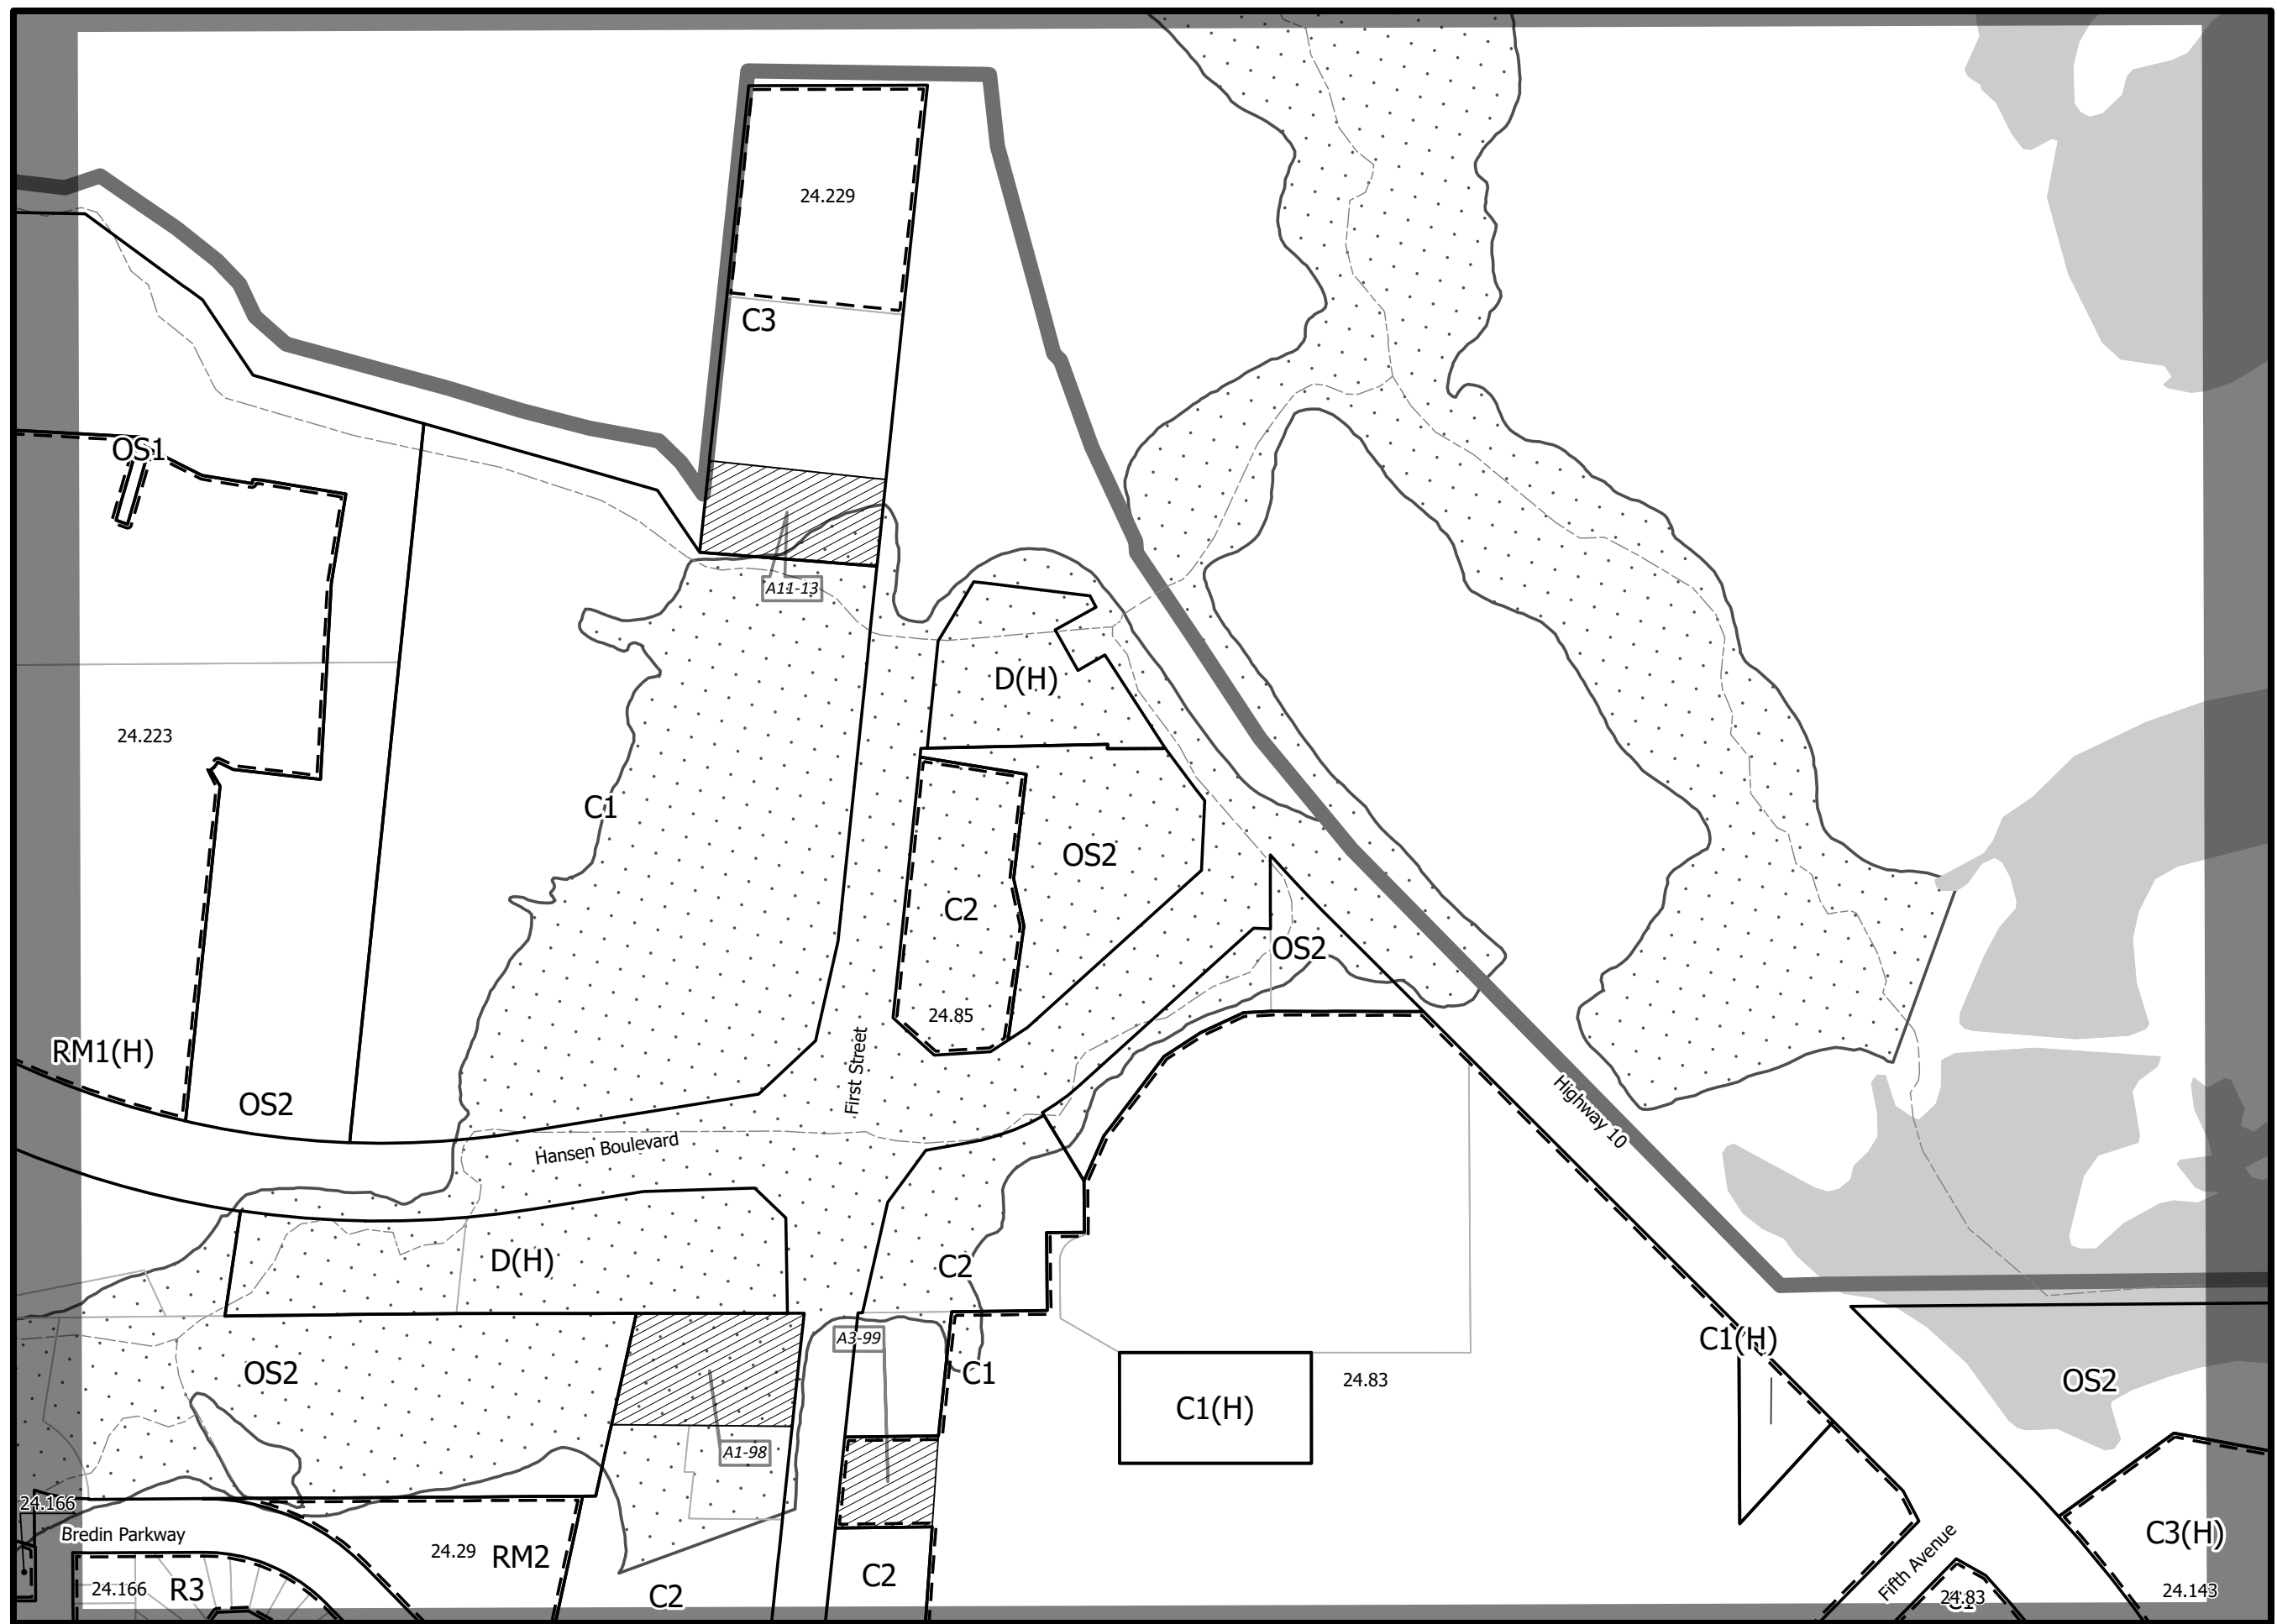 24.229
C3
OS1
A11-13
D(H)
24.223
C1
OS2
C2
OS2
24.85
RM1(H)
First Street
OS2
Highway 10
Hansen Boulevard
D(H)
C2
A3-99
C1(H)
OS2
C1
24.83
OS2
C1(H)
A1-98
24.166
Bredin Parkway
24.29
RM2
C3(H)
Fifth Avenue
24.166
R3
C2
C2
24.83
24.143